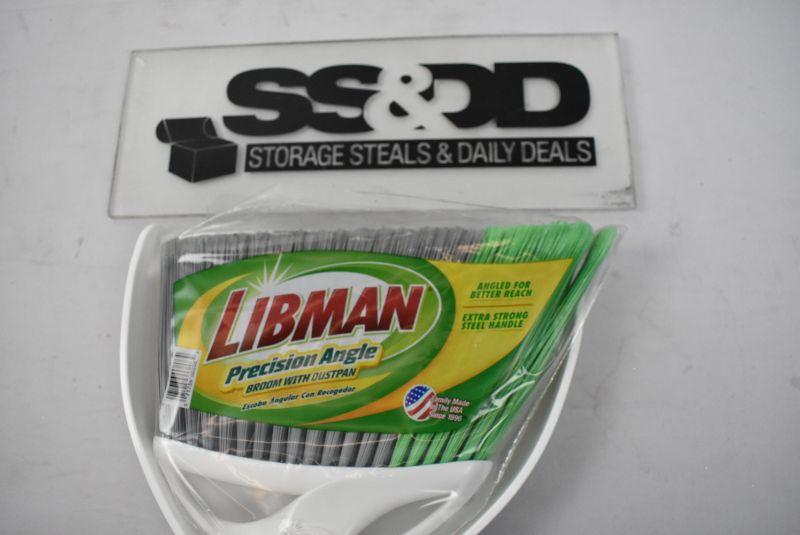 SS&DD
STORAGE STEALS & DAILY DEALS
LIBMAN
Precision Angle
BROOM WITH DUSTPAN
Escoba Angular Con Recogedor
ANGLED FOR
BETTER REACH
EXTRA STRONG
STEEL HANDLE
Family Made
In The USA
Since 1896